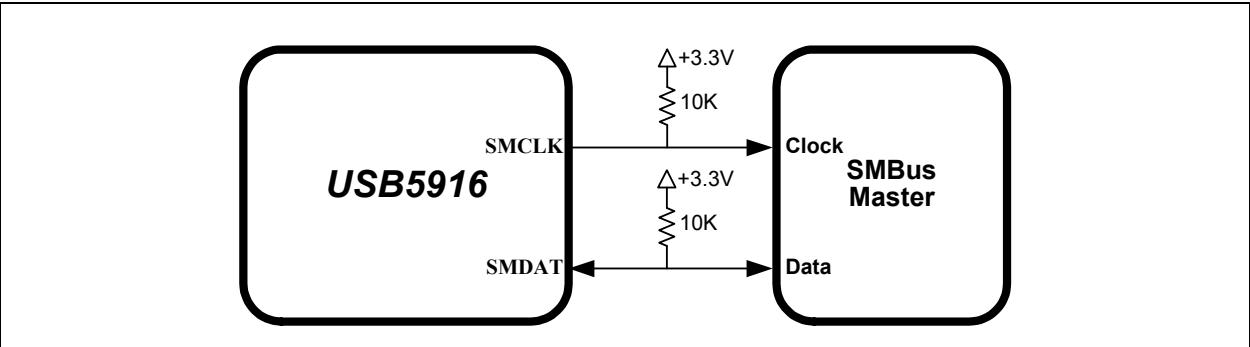 +3.3V
10K
SMCLK
Clock
USB5916
SMBus
Master
+3.3V
10K
SMDAT
Data